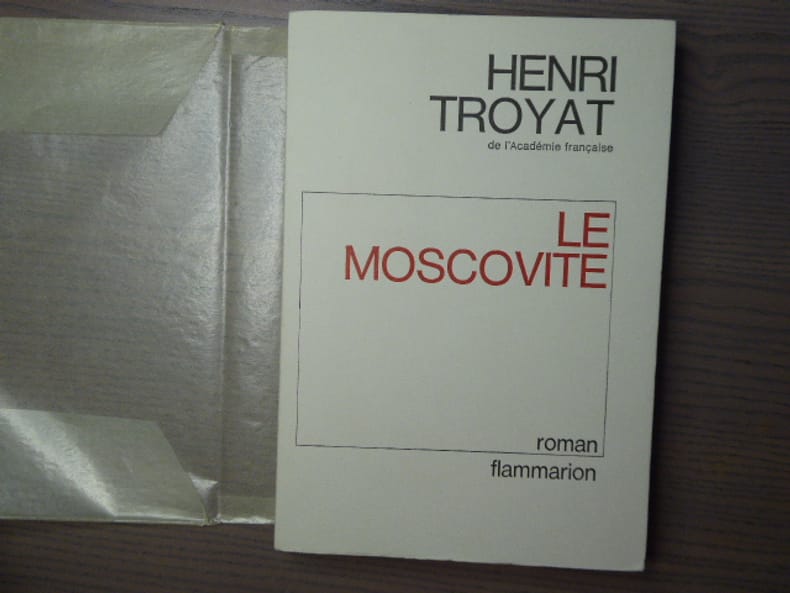 HENRI
TROYAT
de l'Académie française
LE
MOSCOVITE
roman
flammarion